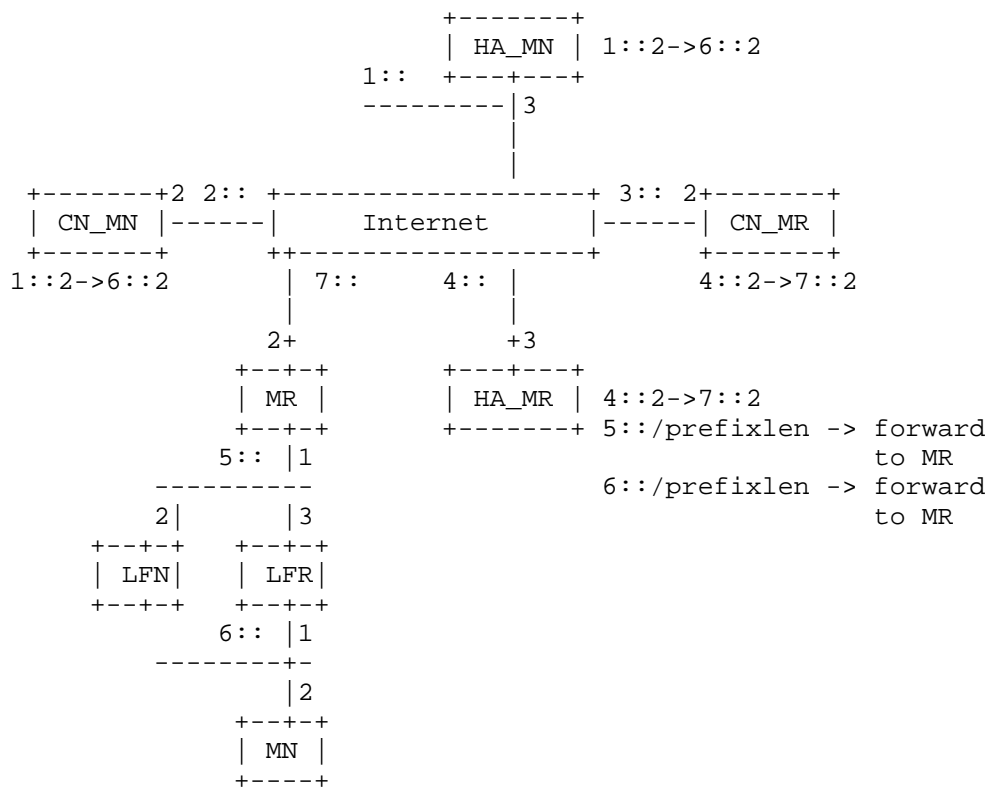 HA_MN 1::2->6::2
1::
3
2 2:: 3:: 2
CN_MN Internet CN_MR
1::2->6::2 7:: 4:: 4::2->7::2
2 3
MR HA_MR 4::2->7::2
5::/prefixlen -> forward
5:: 1 to MR
6::/prefixlen -> forward
2 3 to MR
LFN LFR
6:: 1
2
MN